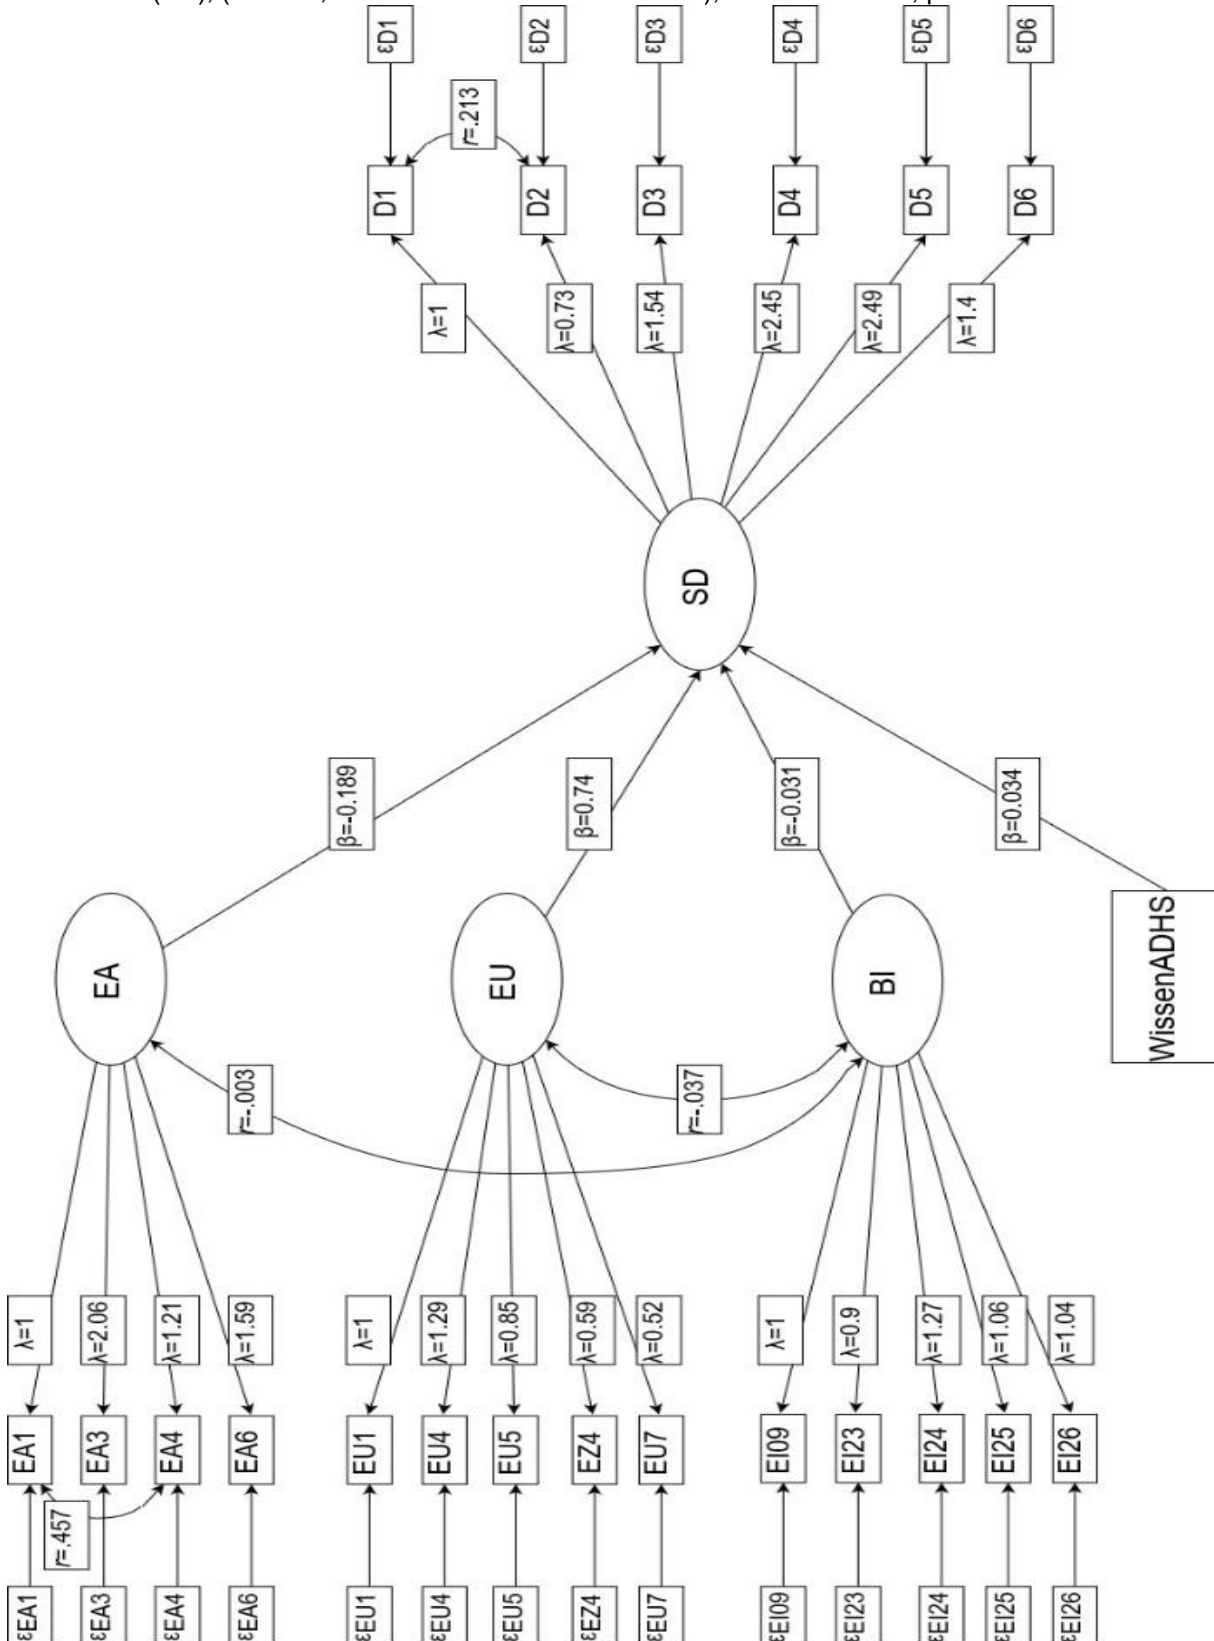 εD1
εD2
εD3
εD4
εD5
εD6
r=.213
D1
D2
D3
D4
D5
D6
λ=1
λ=0.73
λ=1.54
λ=2.45
λ=2.49
λ=1.4
SD
β=-0.189
β=0.74
β=-0.031
β=0.034
EA
EU
BI
WissenADHS
r=-.003
r=-.037
λ=1
λ=2.06
λ=1.21
λ=1.59
λ=1
λ=1.29
λ=0.85
λ=0.59
λ=0.52
λ=1
λ=0.9
λ=1.27
λ=1.06
λ=1.04
EA1
EA3
EA4
EA6
EU1
EU4
EU5
EZ4
EU7
EI09
EI23
EI24
EI25
EI26
r=.457
εEA1
εEA3
εEA4
εEA6
εEU1
εEU4
εEU5
εEZ4
εEU7
εEI09
εEI23
εEI24
εEI25
εEI26